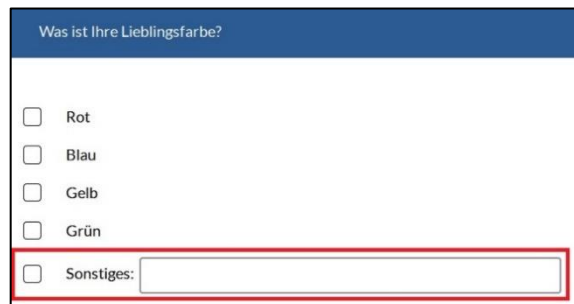 Was ist Ihre Lieblingsfarbe?
Rot
Blau
Gelb
Grün
Sonstiges: